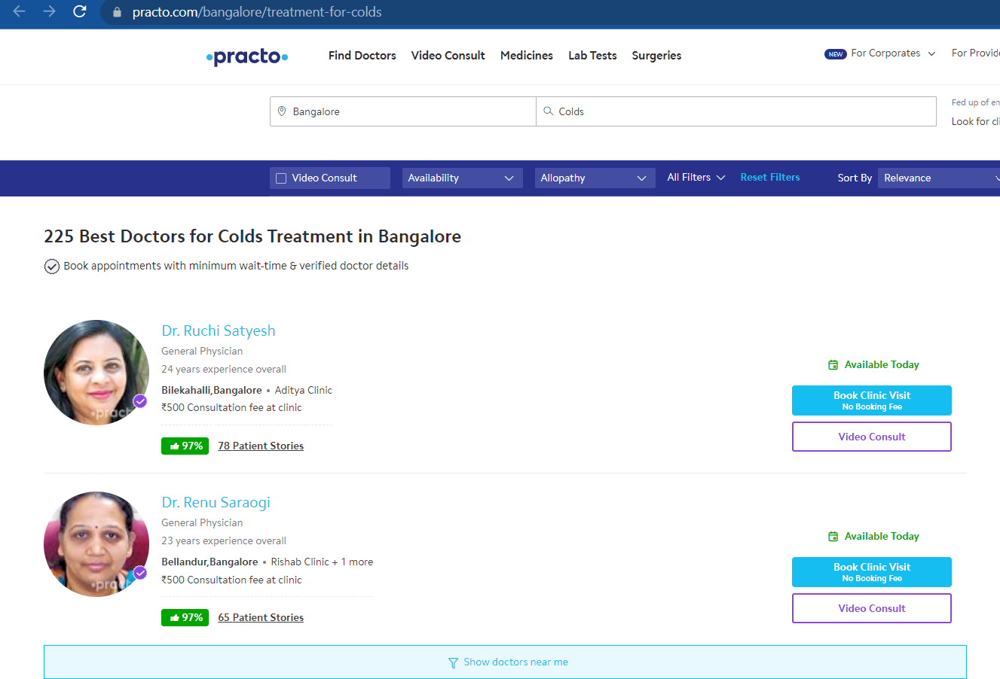 practo.com/bangalore/treatment-for-colds
practo
Find Doctors Video Consult Medicines Lab Tests Surgeries
NEW For Corporates
For
Bangalore
Colds
Fed up of
Look for
Video Consult
Availability
Allopathy
All Filters
Reset Filters
Sort By Relevance
225 Best Doctors for Colds Treatment in Bangalore
Book appointments with minimum wait-time & verified doctor details
Dr. Ruchi Satyesh
General Physician
24 years experience overall
Bilekahalli,Bangalore • Aditya Clinic
₹500 Consultation fee at clinic
97% 78 Patient Stories
Available Today
Book Clinic Visit
No Booking Fee
Video Consult
Dr. Renu Saraogi
General Physician
23 years experience overall
Bellandur,Bangalore • Rishab Clinic + 1 more
₹500 Consultation fee at clinic
97% 65 Patient Stories
Available Today
Book Clinic Visit
No Booking Fee
Video Consult
Show doctors near me